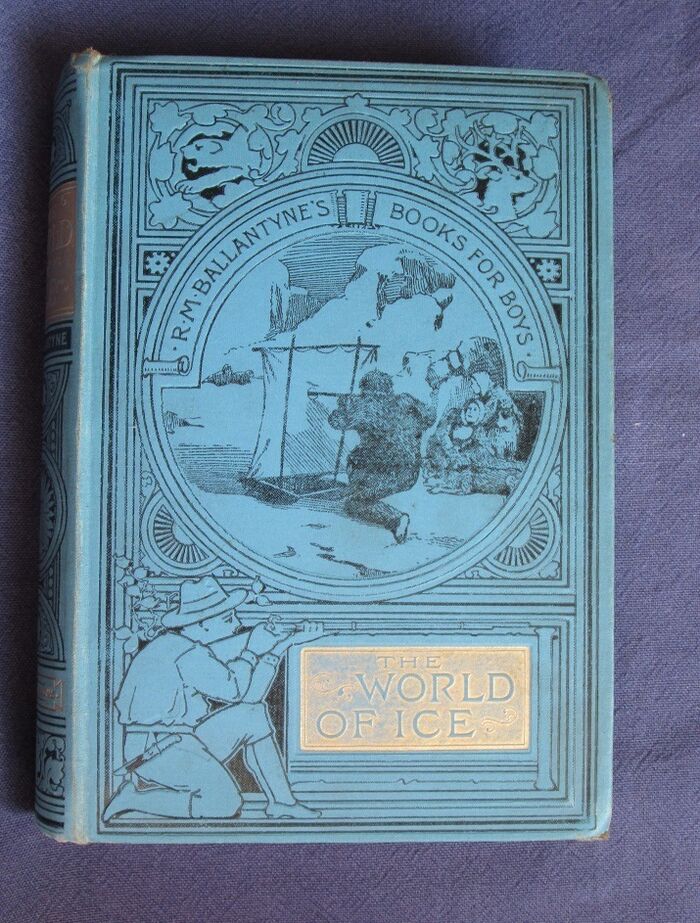 · R · M · BALLANTYNE'S BOOKS FOR BOYS ·
THE
WORLD
OF ICE